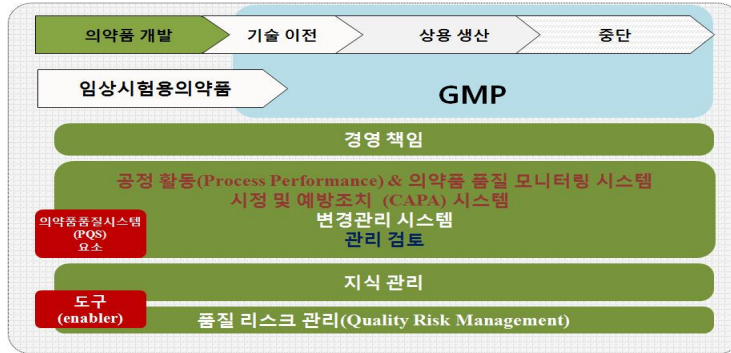 의약품 개발
기술 이전
상용 생산
중단
임상시험용의약품
GMP
경영 책임
공정 활동(Process Performance) & 의약품 품질 모니터링 시스템
시정 및 예방조치 (CAPA) 시스템
변경관리 시스템
관리 검토
의약품품질시스템
(PQS)
요소
지식 관리
도구
(enabler)
품질 리스크 관리(Quality Risk Management)